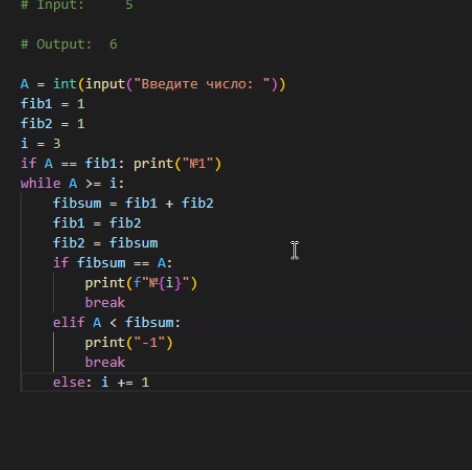 # Input:     5
# Output:  6
A = int(input("Введите число: "))
fib1 = 1
fib2 = 1
i = 3
if A == fib1: print("№1")
while A >= i:
    fibsum = fib1 + fib2
    fib1 = fib2
    fib2 = fibsum
    if fibsum == A:
        print(f"№{i}")
        break
    elif A < fibsum:
        print("-1")
        break
    else: i += 1